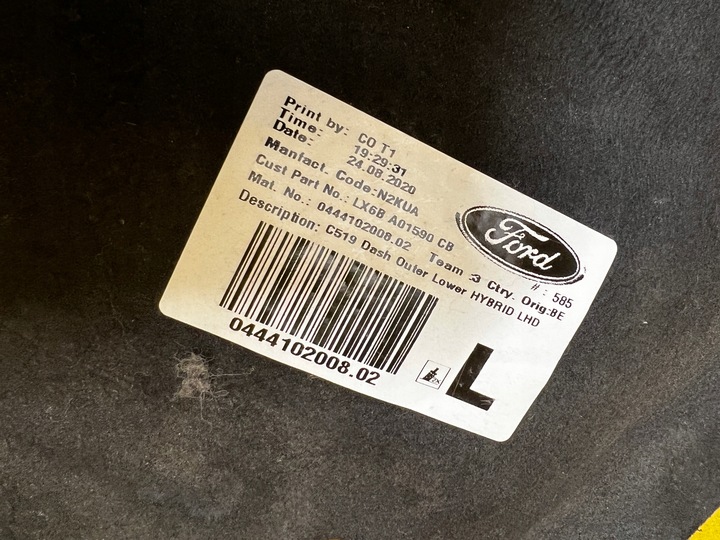 Print by: CO T1
Time: 19:29:31
Date: 24.08.2020
Manfact. Code:N2KUA
Cust Part No.: LX6B A01590 CB
Mat. No.: 0444102008.02 Team :3 Ctry. Orig:BE
Description: C519 Dash Outer Lower HYBRID LHD
Ford
# : 585
0444102008.02
L